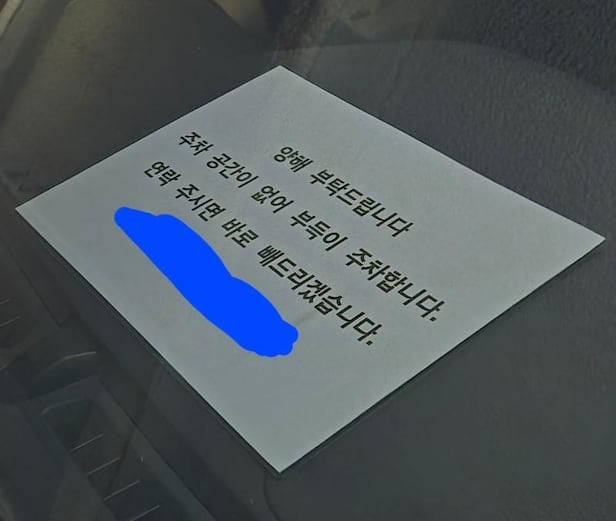 양해 부탁드립니다
주차 공간이 없어 부득이 주차합니다.
연락 주시면 바로 빼드리겠습니다.